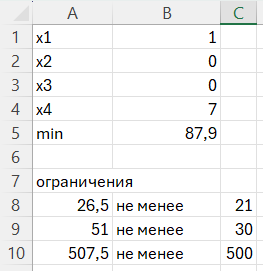 A B C
1 x1 1
2 x2 0
3 x3 0
4 x4 7
5 min 87,9
6
7 ограничения
8 26,5 не менее 21
9 51 не менее 30
10 507,5 не менее 500